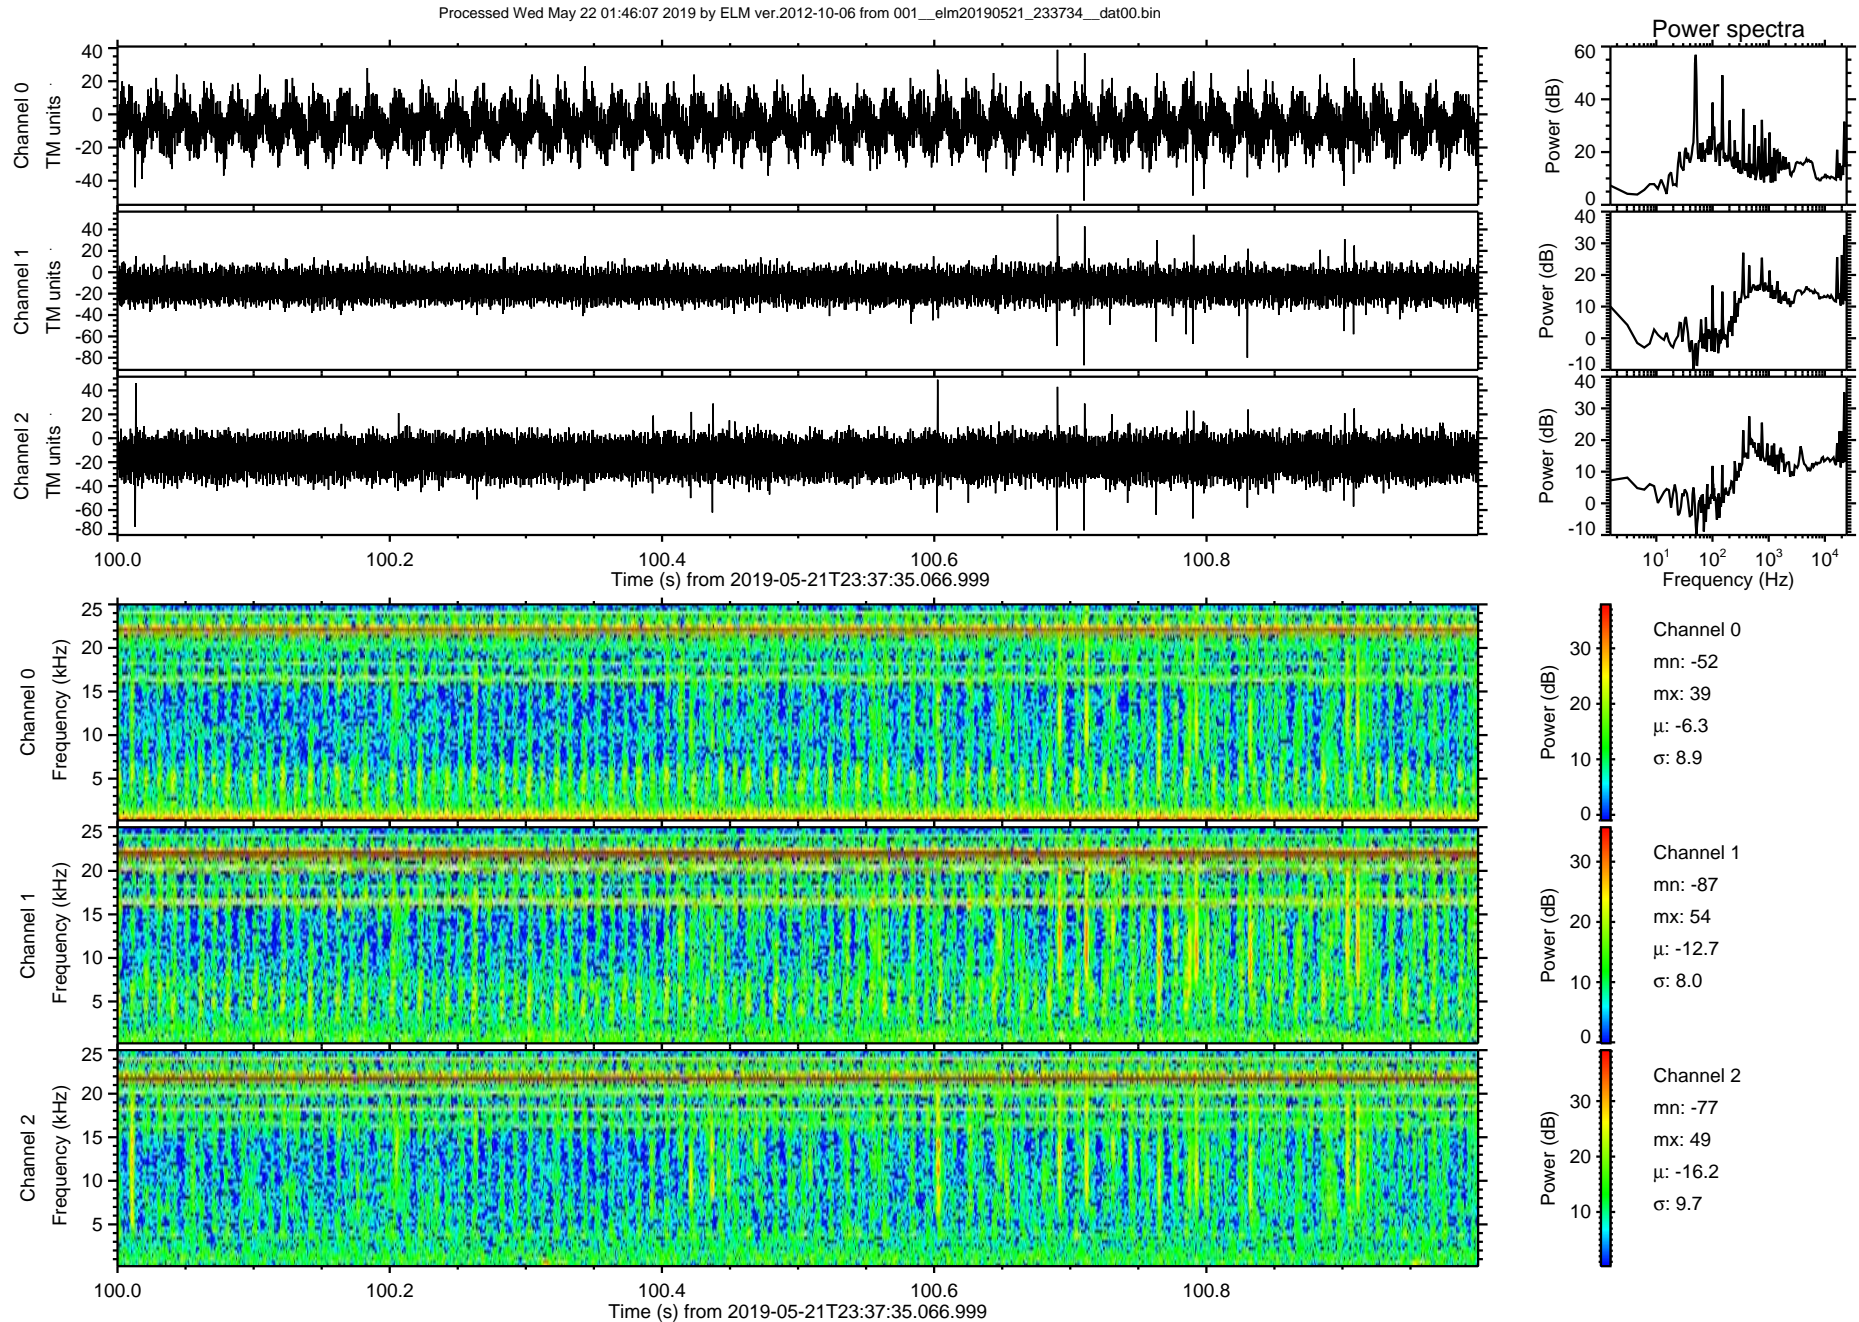 Processed Wed May 22 01:46:07 2019 by ELM ver.2012-10-06 from 001__elm20190521_233734__dat00.bin
Power spectra
Channel 0
TM units
40
20
0
-20
-40
Power (dB)
60
40
20
0
Channel 1
TM units
40
20
0
-20
-40
-60
-80
Power (dB)
40
30
20
10
0
-10
Channel 2
TM units
40
20
0
-20
-40
-60
-80
Power (dB)
40
30
20
10
0
-10
100.0 100.2 100.4 100.6 100.8
Time (s) from 2019-05-21T23:37:35.066.999
10¹ 10² 10³ 10⁴
Frequency (Hz)
Channel 0
Frequency (kHz)
25
20
15
10
5
Power (dB)
30
20
10
0
Channel 0
mn: -52
mx: 39
μ: -6.3
σ: 8.9
Channel 1
Frequency (kHz)
25
20
15
10
5
Power (dB)
30
20
10
0
Channel 1
mn: -87
mx: 54
μ: -12.7
σ: 8.0
Channel 2
Frequency (kHz)
25
20
15
10
5
Power (dB)
30
20
10
Channel 2
mn: -77
mx: 49
μ: -16.2
σ: 9.7
100.0 100.2 100.4 100.6 100.8
Time (s) from 2019-05-21T23:37:35.066.999